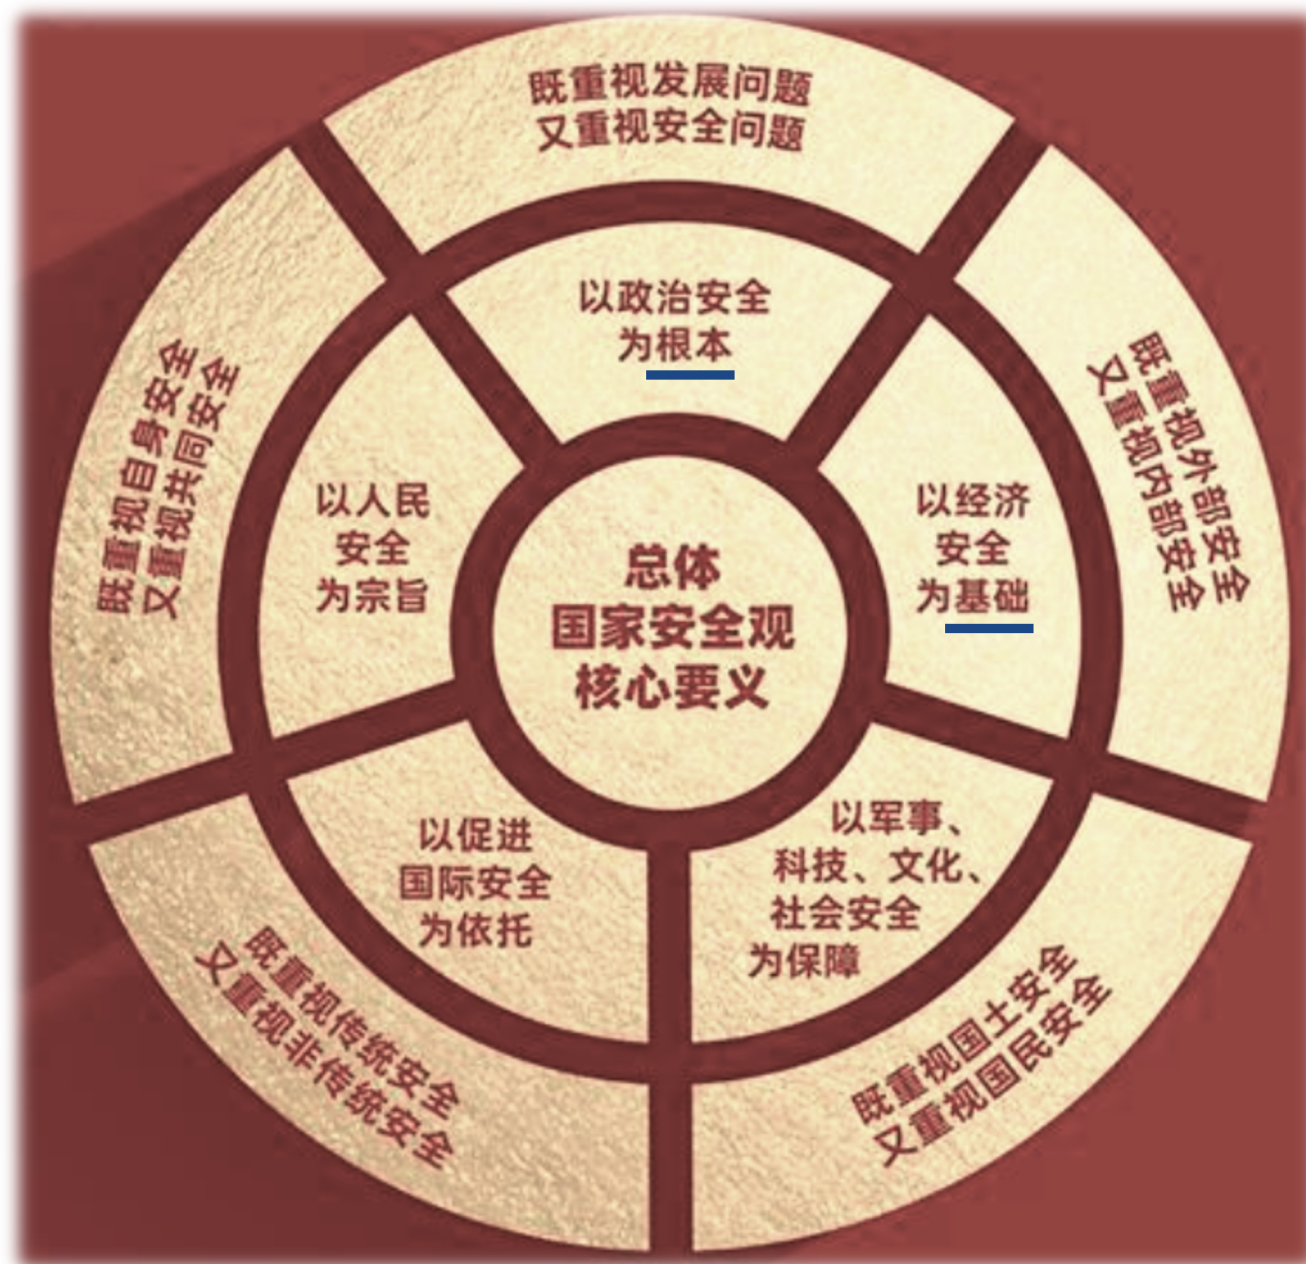 既重视发展问题
又重视安全问题
以政治安全
为根本
既重视自身安全
又重视共同安全
以人民
安全
为宗旨
总体
国家安全观
核心要义
以经济
安全
为基础
既重视外部安全
又重视内部安全
以促进
国际安全
为依托
以军事、
科技、文化、
社会安全
为保障
既重视传统安全
又重视非传统安全
既重视国土安全
又重视国民安全